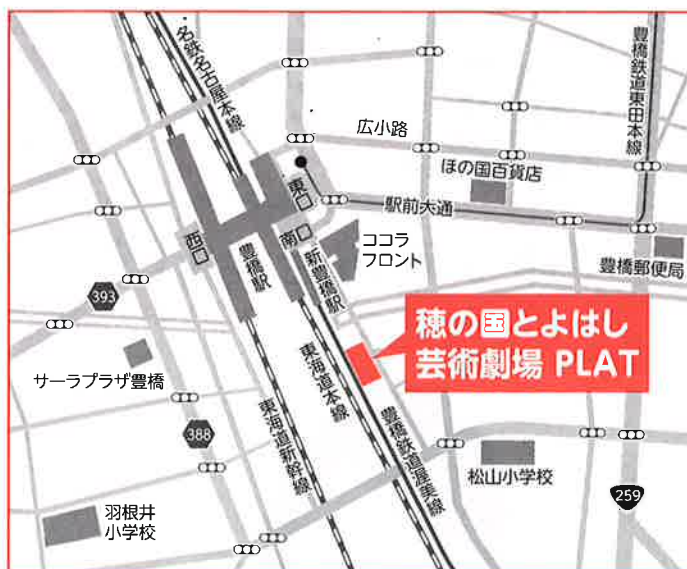 名鉄名古屋本線
豊橋鉄道東田本線
広小路
ほの国百貨店
東口
駅前大通
南口
ココラ
フロント
西口
豊橋駅
新豊橋駅
豊橋郵便局
393
穂の国とよはし
芸術劇場 PLAT
サーラプラザ豊橋
東海道本線
388
東海道新幹線
豊橋鉄道渥美線
松山小学校
259
羽根井
小学校